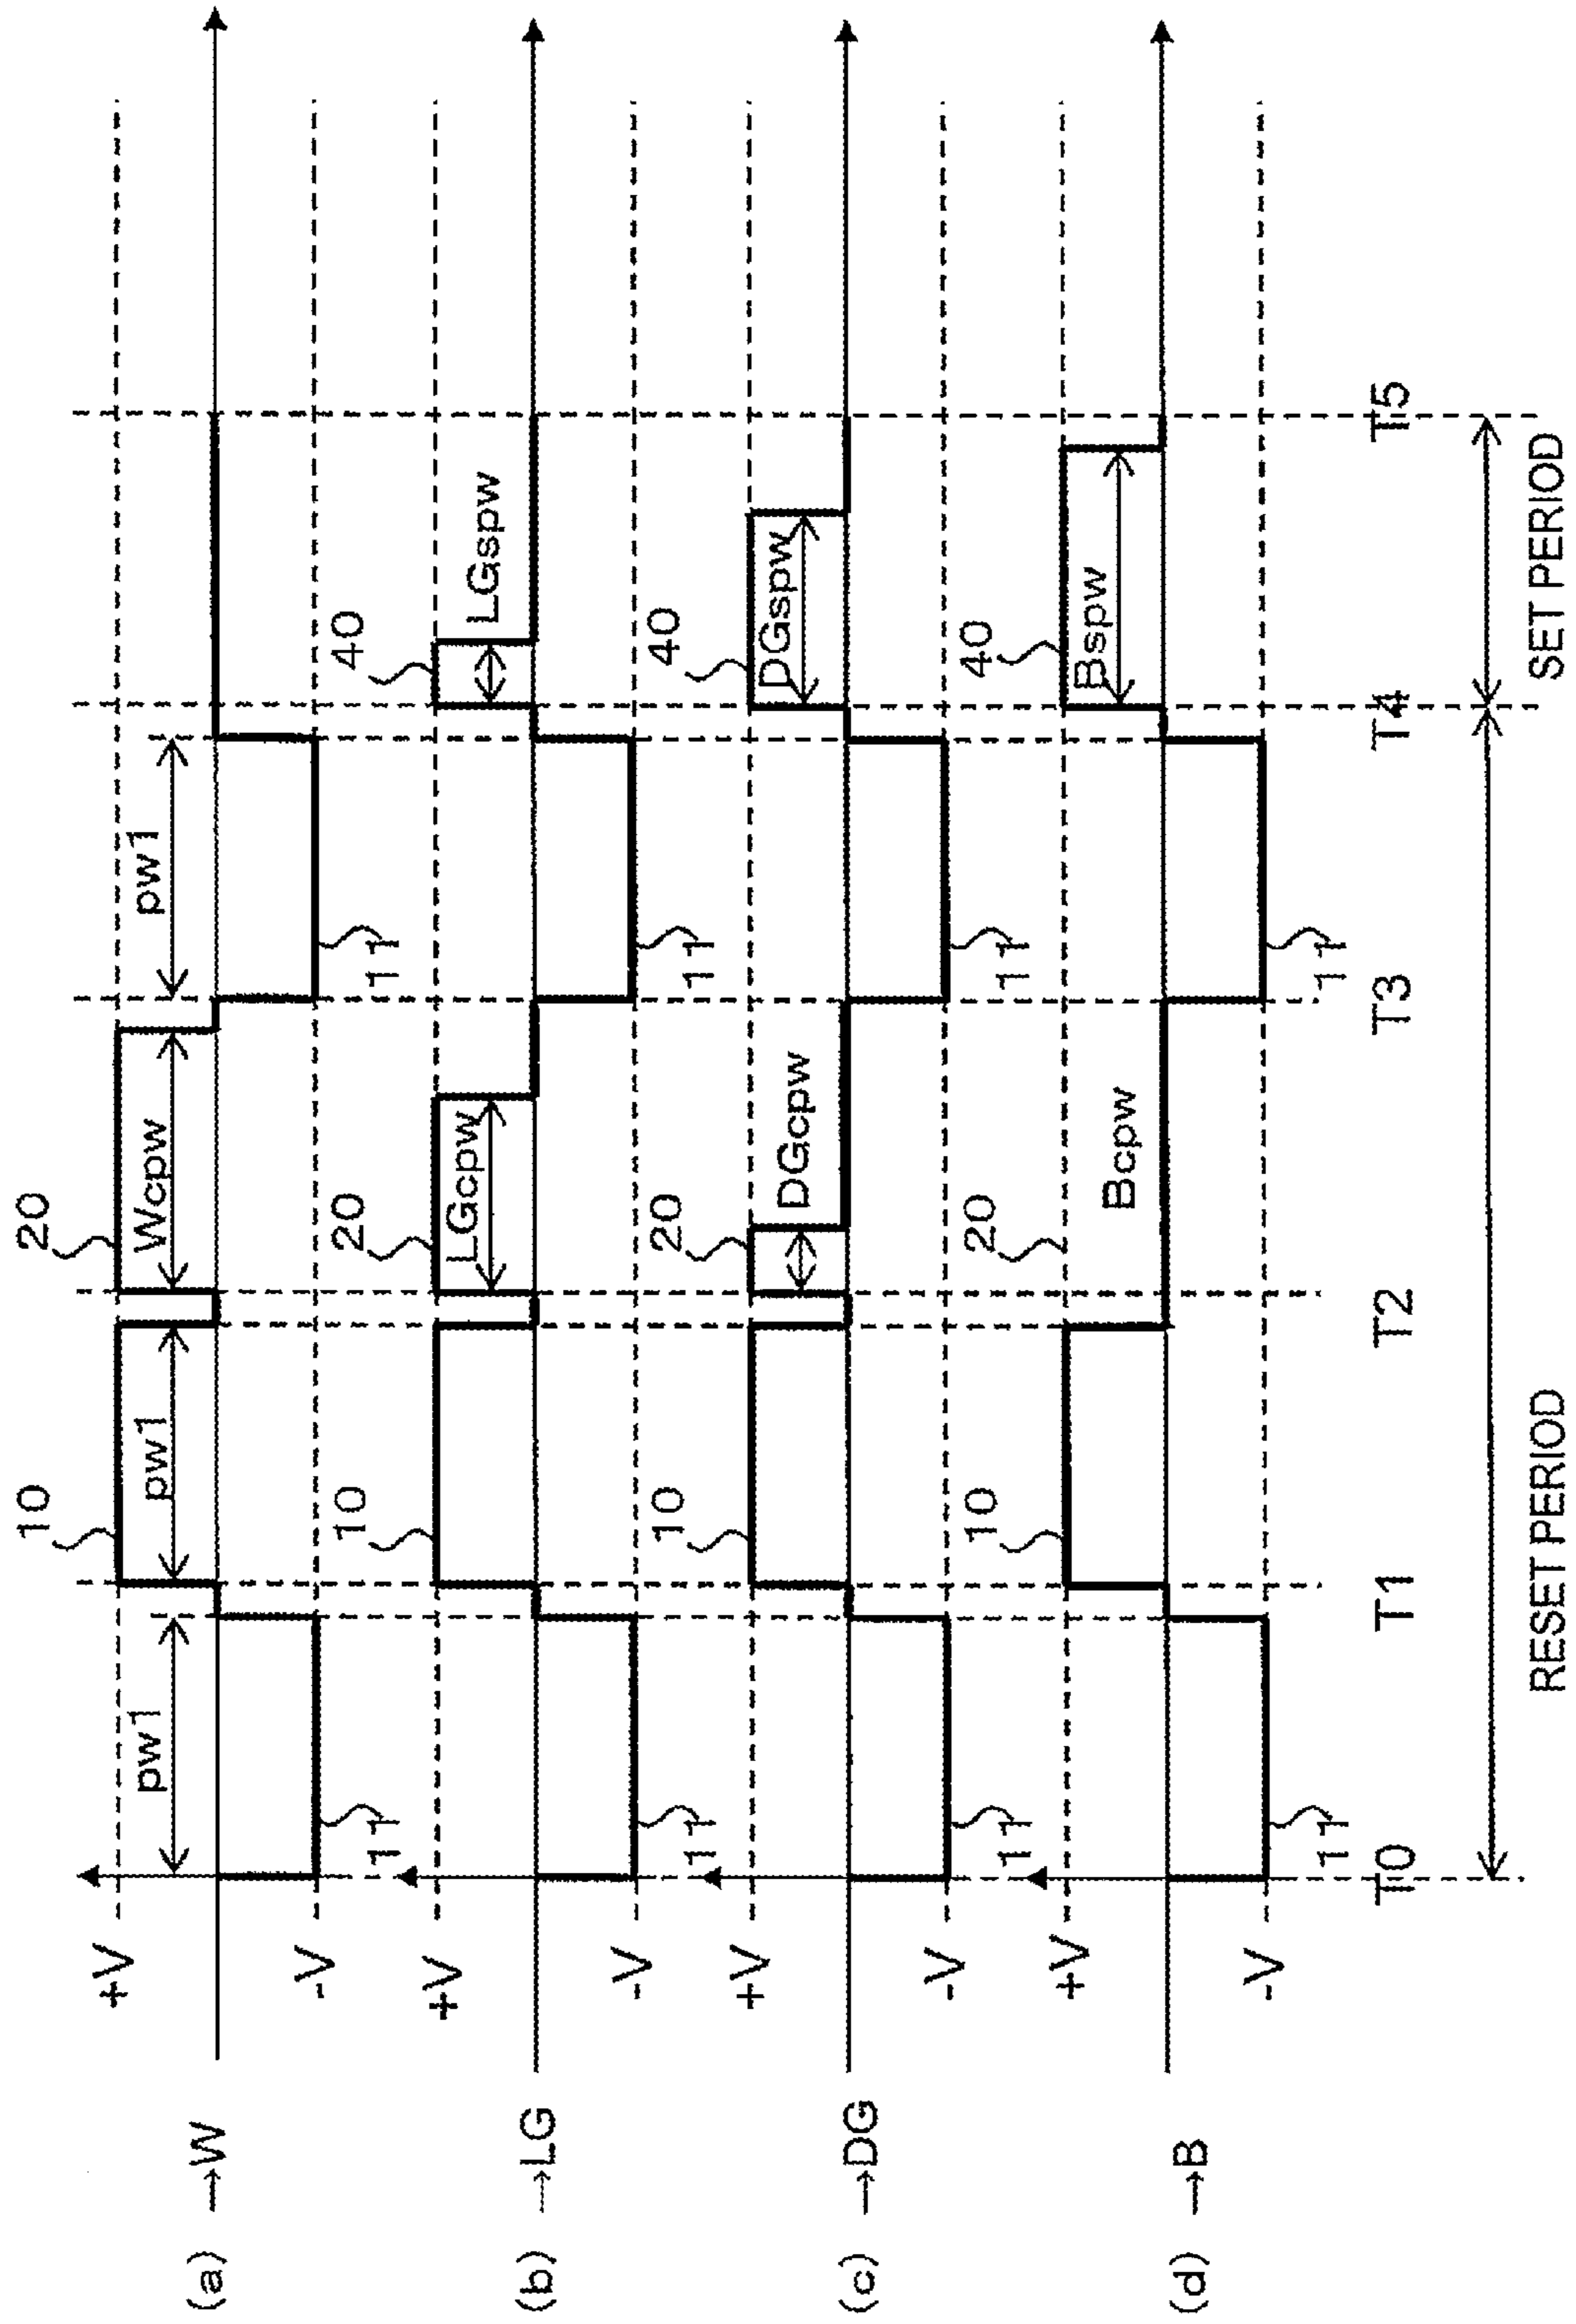 (a) →W
+V
-V
pw1
11
10
pw1
20
Wcpw
pw1
11
(b) →LG
+V
-V
11
10
20
LGcpw
11
40
LGspw
(c) →DG
+V
-V
11
10
20
DGcpw
11
40
DGspw
(d) →B
+V
-V
11
10
20
Bcpw
11
40
Bspw
T0 T1 T2 T3 T4 T5
RESET PERIOD SET PERIOD